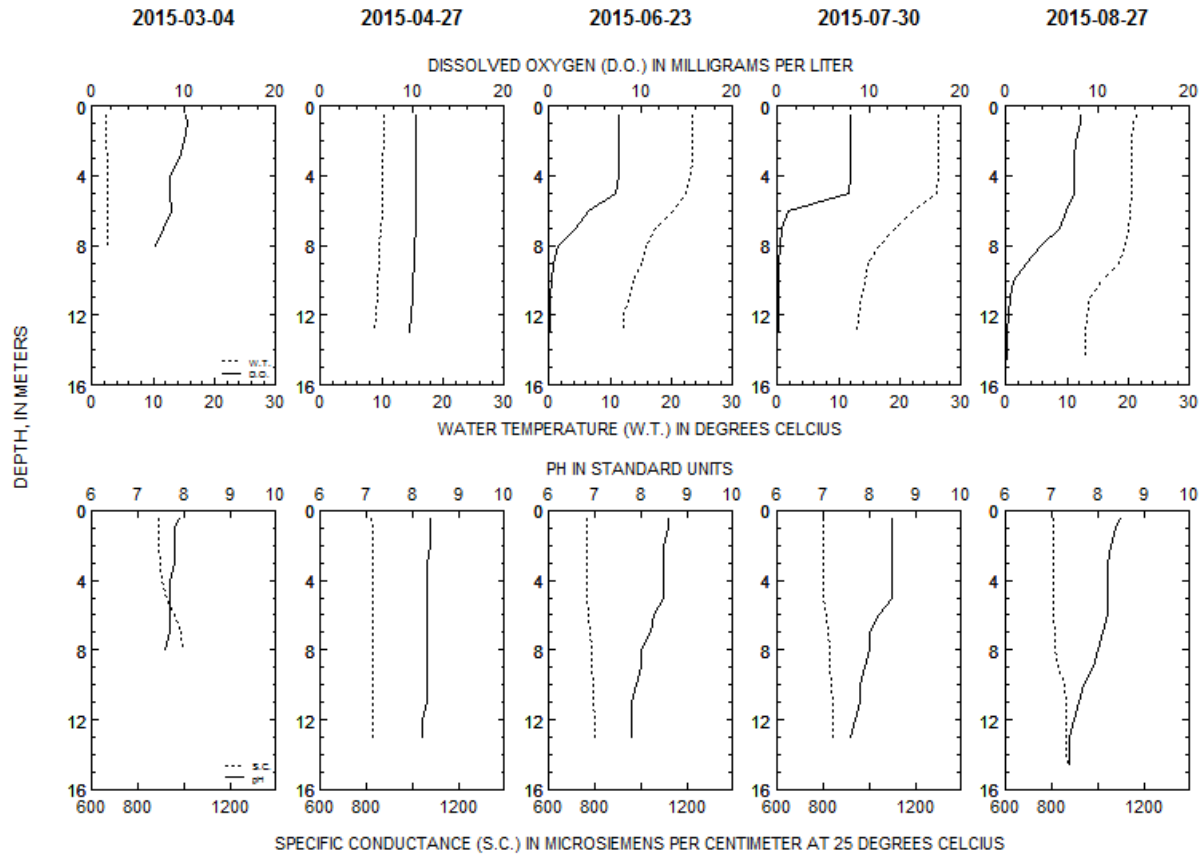 2015-03-04 2015-04-27 2015-06-23 2015-07-30 2015-08-27
DISSOLVED OXYGEN (D.O.) IN MILLIGRAMS PER LITER
0 10 20 0 10 20 0 10 20 0 10 20 0 10 20
0 0 0 0 0
4 4 4 4 4
8 8 8 8 8
12 12 12 12 12
W.T.
D.O.
16 16 16 16 16
0 10 20 30 0 10 20 30 0 10 20 30 0 10 20 30 0 10 20 30
WATER TEMPERATURE (W.T.) IN DEGREES CELCIUS
DEPTH, IN METERS
PH IN STANDARD UNITS
6 7 8 9 10 6 7 8 9 10 6 7 8 9 10 6 7 8 9 10 6 7 8 9 10
0 0 0 0 0
4 4 4 4 4
8 8 8 8 8
12 12 12 12 12
S.C.
pH
16 16 16 16 16
600 800 1200 600 800 1200 600 800 1200 600 800 1200 600 800 1200
SPECIFIC CONDUCTANCE (S.C.) IN MICROSIEMENS PER CENTIMETER AT 25 DEGREES CELCIUS